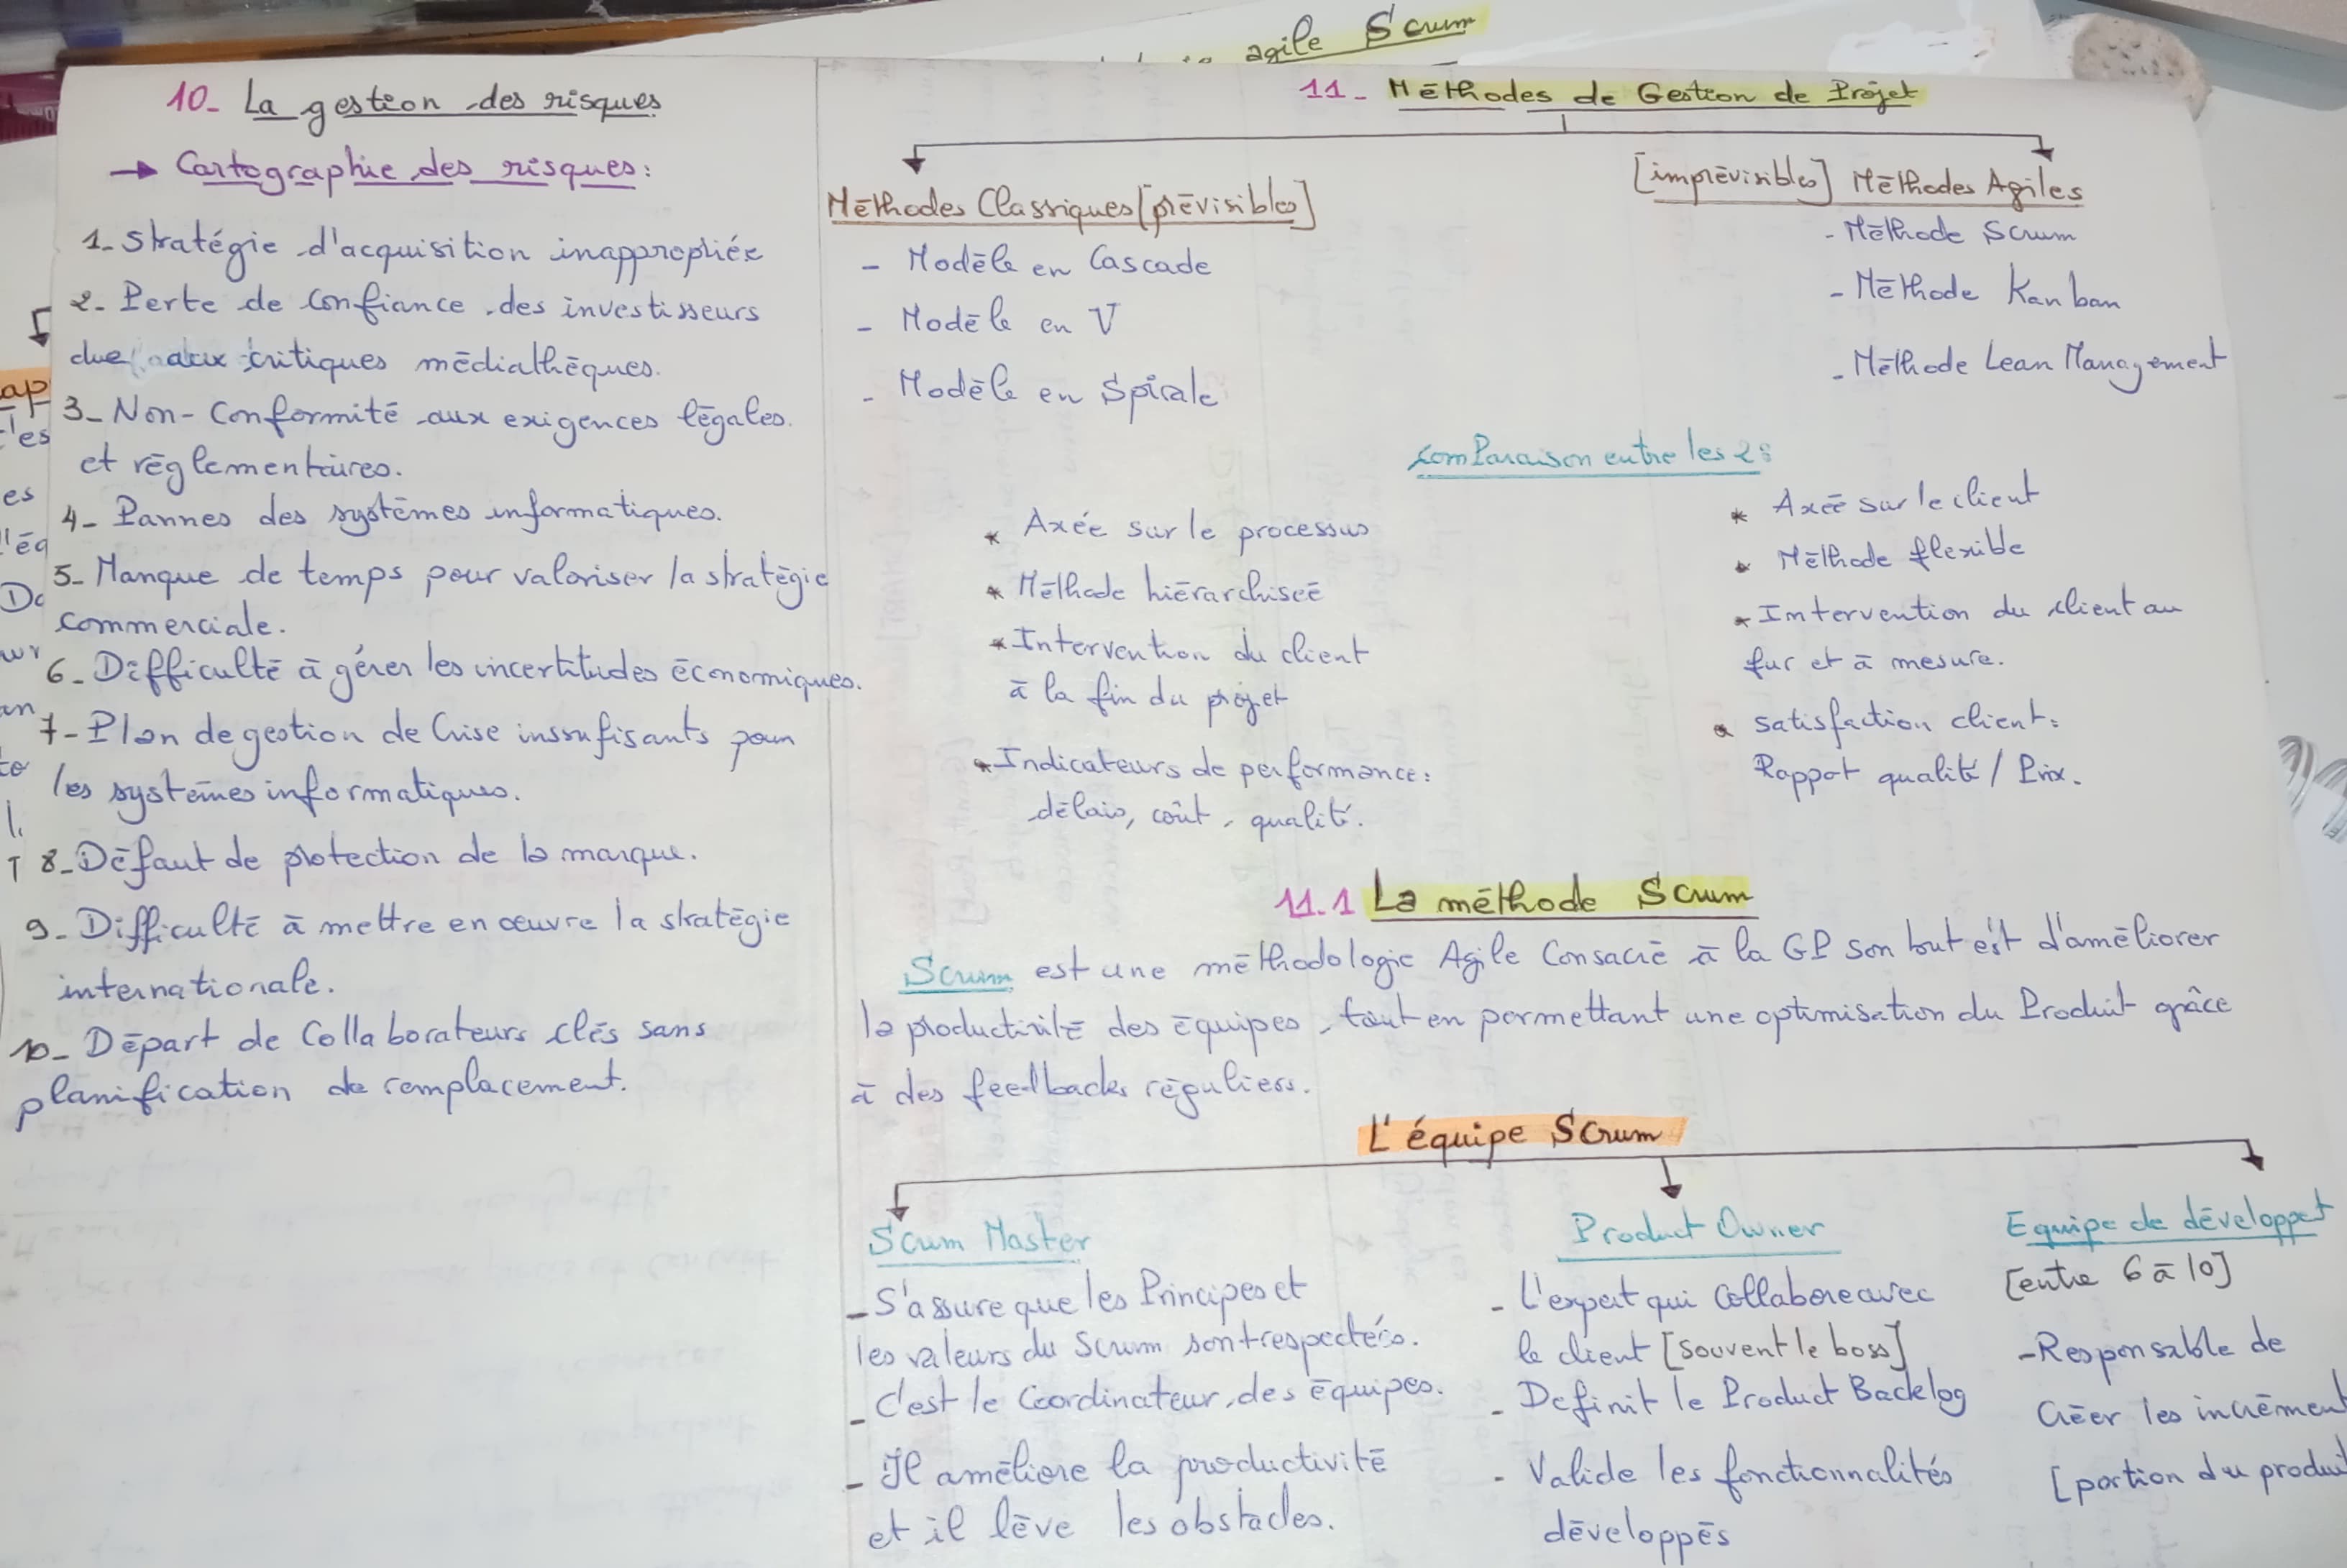 agile Scrum
10- La gestion des risques
→ Cartographie des risques:
1- Stratégie d'acquisition inappropriée
2- Perte de confiance des investisseurs
due aux critiques médiathèques.
3- Non-Conformité aux exigences légales
et réglementaires.
4- Pannes des systèmes informatiques.
5- Manque de temps pour valoriser la stratégie
commerciale.
6- Difficulté à gérer les incertitudes économiques.
7- Plan de gestion de Crise inssufisants pour
les systèmes informatiques.
8- Défaut de protection de la marque.
9- Difficulté à mettre en œuvre la stratégie
internationale.
10- Départ de Collaborateurs clés sans
planification de remplacement.
11- Méthodes de Gestion de Projet
Méthodes Classiques [prévisibles]
- Modèle en Cascade
- Modèle en V
- Modèle en Spirale
[imprévisibles] Méthodes Agiles
- Méthode Scrum
- Méthode Kanban
- Méthode Lean Management
Comparaison entre les 2:
* Axée sur le processus
* Méthode hiérarchisée
* Intervention du client
à la fin du projet
* Indicateurs de performance:
délais, coût, qualité.
* Axée sur le client
* Méthode flexible
* Intervention du client au
fur et à mesure.
* satisfaction client:
Rapport qualité / Prix.
11.1 La méthode Scrum
Scrum est une méthodologie Agile Consacré à la GP son but est d'améliorer
la productivité des équipes, tout en permettant une optimisation du Produit grâce
à des feedbacks réguliers.
L'équipe Scrum
Scum Master
- S'assure que les Principes et
les valeurs du Scrum sont respectés.
- C'est le Coordinateur des équipes.
- Il améliore la productivité
et il lève les obstacles.
Product Owner
- L'expert qui Collabore avec
le client [souvent le boss]
- Definit le Product Backlog
- Valide les fonctionnalités
développés
Equipe de développet
[entre 6 à 10]
- Responsable de
Créer les incrément
[portion du produit